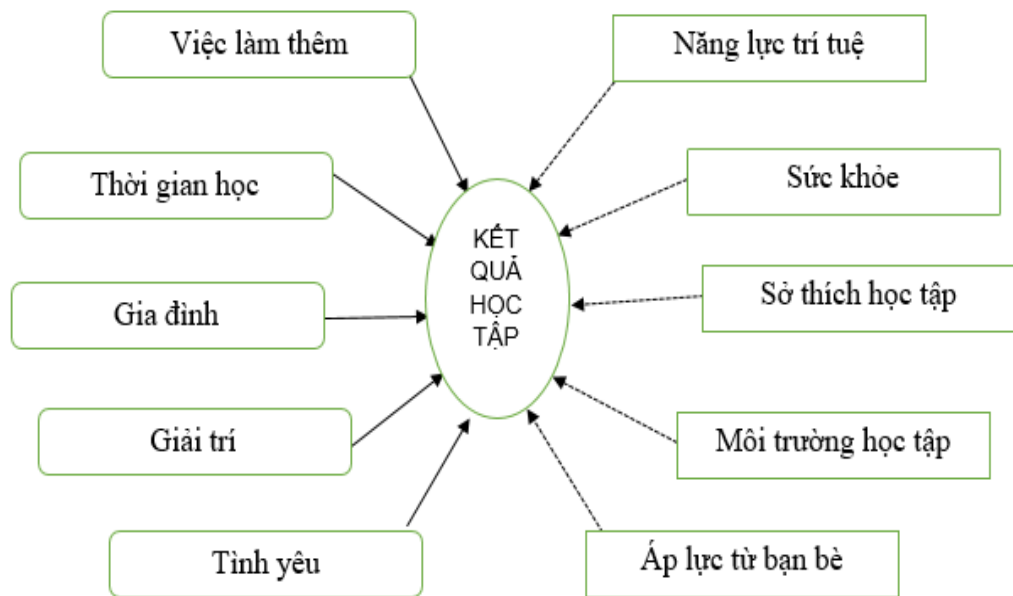 Việc làm thêm
Năng lực trí tuệ
Thời gian học
Sức khỏe
KẾT
QUẢ
HỌC
TẬP
Gia đình
Sở thích học tập
Giải trí
Môi trường học tập
Tình yêu
Áp lực từ bạn bè